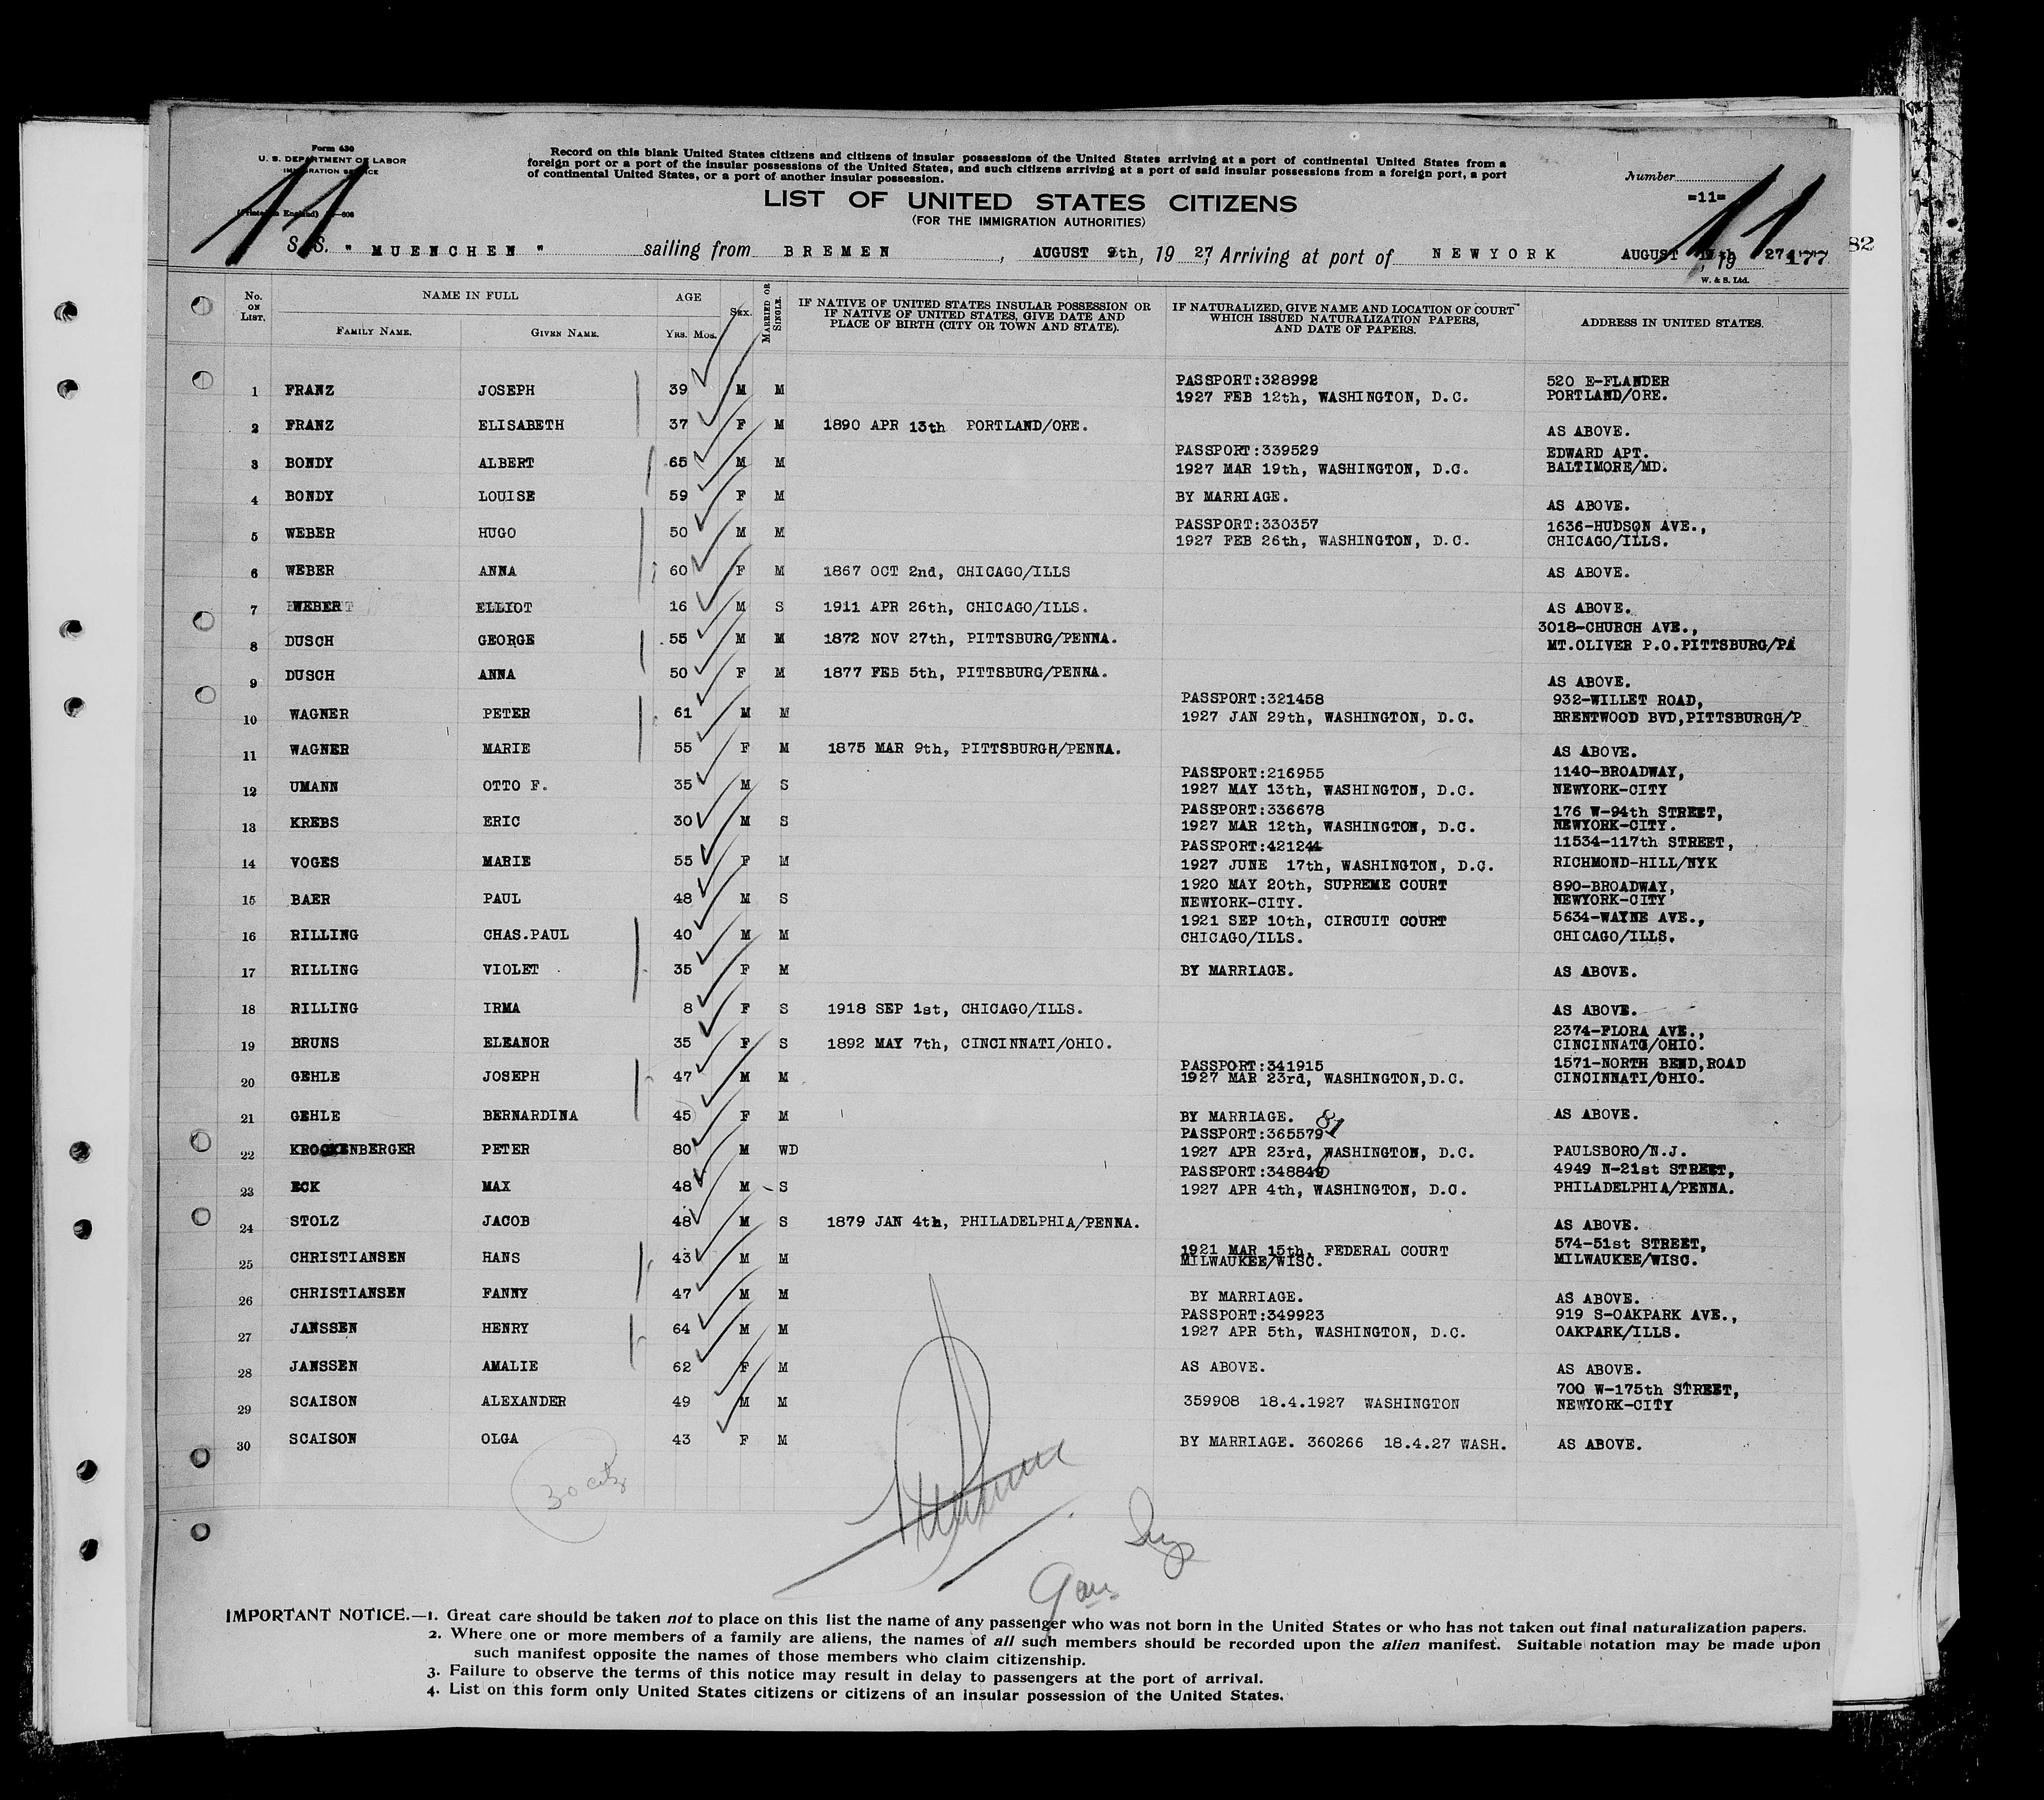 Form 630
U. S. DEPARTMENT OF LABOR
IMMIGRATION SERVICE
(Printed in England)
11
Record on this blank United States citizens and citizens of insular possessions of the United States arriving at a port of continental United States from a
foreign port or a port of the insular possessions of the United States, and such citizens arriving at a port of said insular possessions from a foreign port, a port
of continental United States, or a port of another insular possession.
Number
=11=
11
LIST OF UNITED STATES CITIZENS
(FOR THE IMMIGRATION AUTHORITIES)
S.S. " MUENCHEN " sailing from BREMEN, AUGUST 9th, 19 27, Arriving at port of NEWYORK AUGUST , 19 27 177 82
W. & S. Ltd.
No. ON LIST. NAME IN FULL AGE SEX. MARRIED OR SINGLE. IF NATIVE OF UNITED STATES INSULAR POSSESSION OR IF NATIVE OF UNITED STATES, GIVE DATE AND PLACE OF BIRTH (CITY OR TOWN AND STATE). IF NATURALIZED, GIVE NAME AND LOCATION OF COURT WHICH ISSUED NATURALIZATION PAPERS, AND DATE OF PAPERS. ADDRESS IN UNITED STATES.
FAMILY NAME. GIVEN NAME. YRS. MOS.
1 FRANZ JOSEPH 39 M M PASSPORT:328992 1927 FEB 12th, WASHINGTON, D.C. 520 E-FLANDER PORTLAND/ORE.
2 FRANZ ELISABETH 37 F M 1890 APR 13th PORTLAND/ORE. AS ABOVE.
3 BONDY ALBERT 65 M M PASSPORT:339529 1927 MAR 19th, WASHINGTON, D.C. EDWARD APT. BALTIMORE/MD.
4 BONDY LOUISE 59 F M BY MARRIAGE. AS ABOVE.
5 WEBER HUGO 50 M M PASSPORT:330357 1927 FEB 26th, WASHINGTON, D.C. 1636-HUDSON AVE., CHICAGO/ILLS.
6 WEBER ANNA 60 F M 1867 OCT 2nd, CHICAGO/ILLS AS ABOVE.
7 WEBER ELLIOT 16 M S 1911 APR 26th, CHICAGO/ILLS. AS ABOVE.
8 DUSCH GEORGE 55 M M 1872 NOV 27th, PITTSBURG/PENNA. 3018-CHURCH AVE., MT.OLIVER P.O.PITTSBURG/PA
9 DUSCH ANNA 50 F M 1877 FEB 5th, PITTSBURG/PENNA. AS ABOVE.
10 WAGNER PETER 61 M M PASSPORT:321458 1927 JAN 29th, WASHINGTON, D.C. 932-WILLET ROAD, BRENTWOOD BVD,PITTSBURGH/P
11 WAGNER MARIE 55 F M 1875 MAR 9th, PITTSBURGH/PENNA. AS ABOVE.
12 UMANN OTTO F. 35 M S PASSPORT:216955 1927 MAY 13th, WASHINGTON, D.C. 1140-BROADWAY, NEWYORK-CITY
13 KREBS ERIC 30 M S PASSPORT:336678 1927 MAR 12th, WASHINGTON, D.C. 176 W-94th STREET, NEWYORK-CITY.
14 VOGES MARIE 55 F M PASSPORT:421244 1927 JUNE 17th, WASHINGTON, D.C. 11534-117th STREET, RICHMOND-HILL/NYK
15 BAER PAUL 48 M S 1920 MAY 20th, SUPREME COURT NEWYORK-CITY. 890-BROADWAY, NEWYORK-CITY
16 RILLING CHAS.PAUL 40 M M 1921 SEP 10th, CIRCUIT COURT CHICAGO/ILLS. 5634-WAYNE AVE., CHICAGO/ILLS.
17 RILLING VIOLET 35 F M BY MARRIAGE. AS ABOVE.
18 RILLING IRMA 8 F S 1918 SEP 1st, CHICAGO/ILLS. AS ABOVE.
19 BRUNS ELEANOR 35 F S 1892 MAY 7th, CINCINNATI/OHIO. 2374-FLORA AVE., CINCINNATI/OHIO.
20 GEHLE JOSEPH 47 M M PASSPORT:341915 1927 MAR 23rd, WASHINGTON,D.C. 1571-NORTH BEND,ROAD CINCINNATI/OHIO.
21 GEHLE BERNARDINA 45 F M BY MARRIAGE. AS ABOVE.
22 KROCKENBERGER PETER 80 M WD PASSPORT:365579 81 1927 APR 23rd, WASHINGTON, D.C. PAULSBORO/N.J.
23 ECK MAX 48 M - S PASSPORT:348840 1927 APR 4th, WASHINGTON, D.C. 4949 N-21st STREET, PHILADELPHIA/PENNA.
24 STOLZ JACOB 48 M S 1879 JAN 4th, PHILADELPHIA/PENNA. AS ABOVE.
25 CHRISTIANSEN HANS 43 M M 1921 MAR 15th, FEDERAL COURT MILWAUKEE/WISC. 574-51st STREET, MILWAUKEE/WISC.
26 CHRISTIANSEN FANNY 47 M M BY MARRIAGE. AS ABOVE.
27 JANSSEN HENRY 64 M M PASSPORT:349923 1927 APR 5th, WASHINGTON, D.C. 919 S-OAKPARK AVE., OAKPARK/ILLS.
28 JANSSEN AMALIE 62 F M AS ABOVE. AS ABOVE.
29 SCAISON ALEXANDER 49 M M 359908 18.4.1927 WASHINGTON 700 W-175th STREET, NEWYORK-CITY
30 SCAISON OLGA 43 F M BY MARRIAGE. 360266 18.4.27 WASH. AS ABOVE.
30 citz
IMPORTANT NOTICE.—1. Great care should be taken not to place on this list the name of any passenger who was not born in the United States or who has not taken out final naturalization papers.
2. Where one or more members of a family are aliens, the names of all such members should be recorded upon the alien manifest. Suitable notation may be made upon
such manifest opposite the names of those members who claim citizenship.
3. Failure to observe the terms of this notice may result in delay to passengers at the port of arrival.
4. List on this form only United States citizens or citizens of an insular possession of the United States.